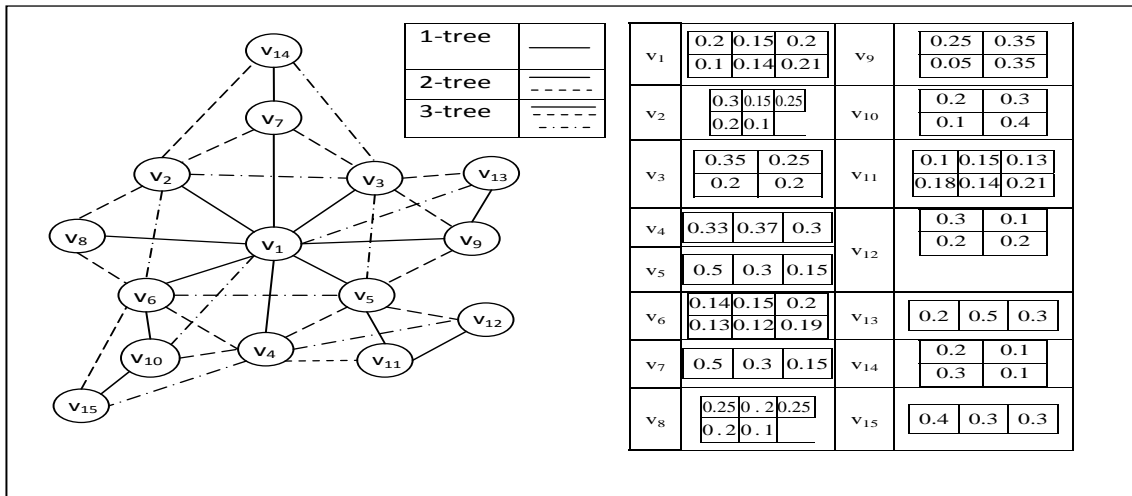 v14
v7
v2
v3
v13
v8
v1
v9
v6
v5
v12
v10
v4
v11
v15
1-tree
2-tree
3-tree
v1 0.2 0.15 0.2 v9 0.25 0.35
0.1 0.14 0.21 0.05 0.35
v2 0.3 0.15 0.25 v10 0.2 0.3
0.2 0.1 0.1 0.4
v3 0.35 0.25 v11 0.1 0.15 0.13
0.2 0.2 0.18 0.14 0.21
v4 0.33 0.37 0.3 v12 0.3 0.1
0.2 0.2
v5 0.5 0.3 0.15
v6 0.14 0.15 0.2 v13 0.2 0.5 0.3
0.13 0.12 0.19
v7 0.5 0.3 0.15 v14 0.2 0.1
0.3 0.1
v8 0.25 0.2 0.25 v15 0.4 0.3 0.3
0.2 0.1